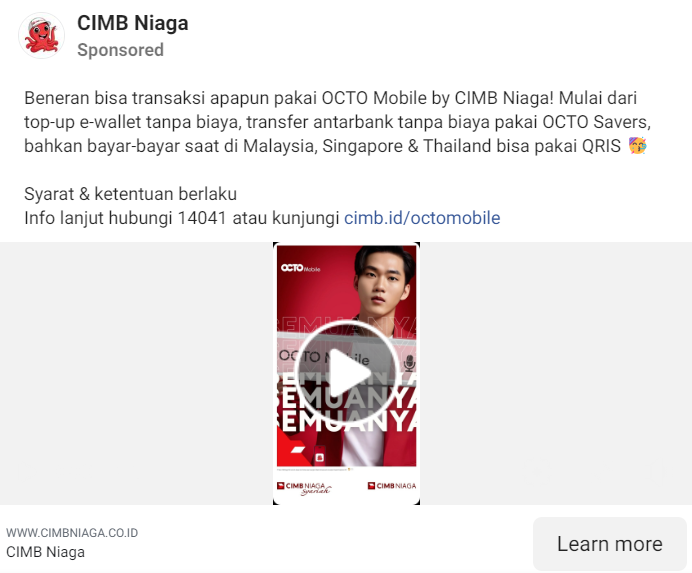 CIMB Niaga
Sponsored
Beneran bisa transaksi apapun pakai OCTO Mobile by CIMB Niaga! Mulai dari
top-up e-wallet tanpa biaya, transfer antarbank tanpa biaya pakai OCTO Savers,
bahkan bayar-bayar saat di Malaysia, Singapore & Thailand bisa pakai QRIS 🥳
Syarat & ketentuan berlaku
Info lanjut hubungi 14041 atau kunjungi cimb.id/octomobile
OCTO Mobile
SEMUANYA
OCTO Mobile
SEMUANYA
SEMUANYA
SEMUANYA
CIMB NIAGA Syariah
CIMB NIAGA
WWW.CIMBNIAGA.CO.ID
CIMB Niaga
Learn more